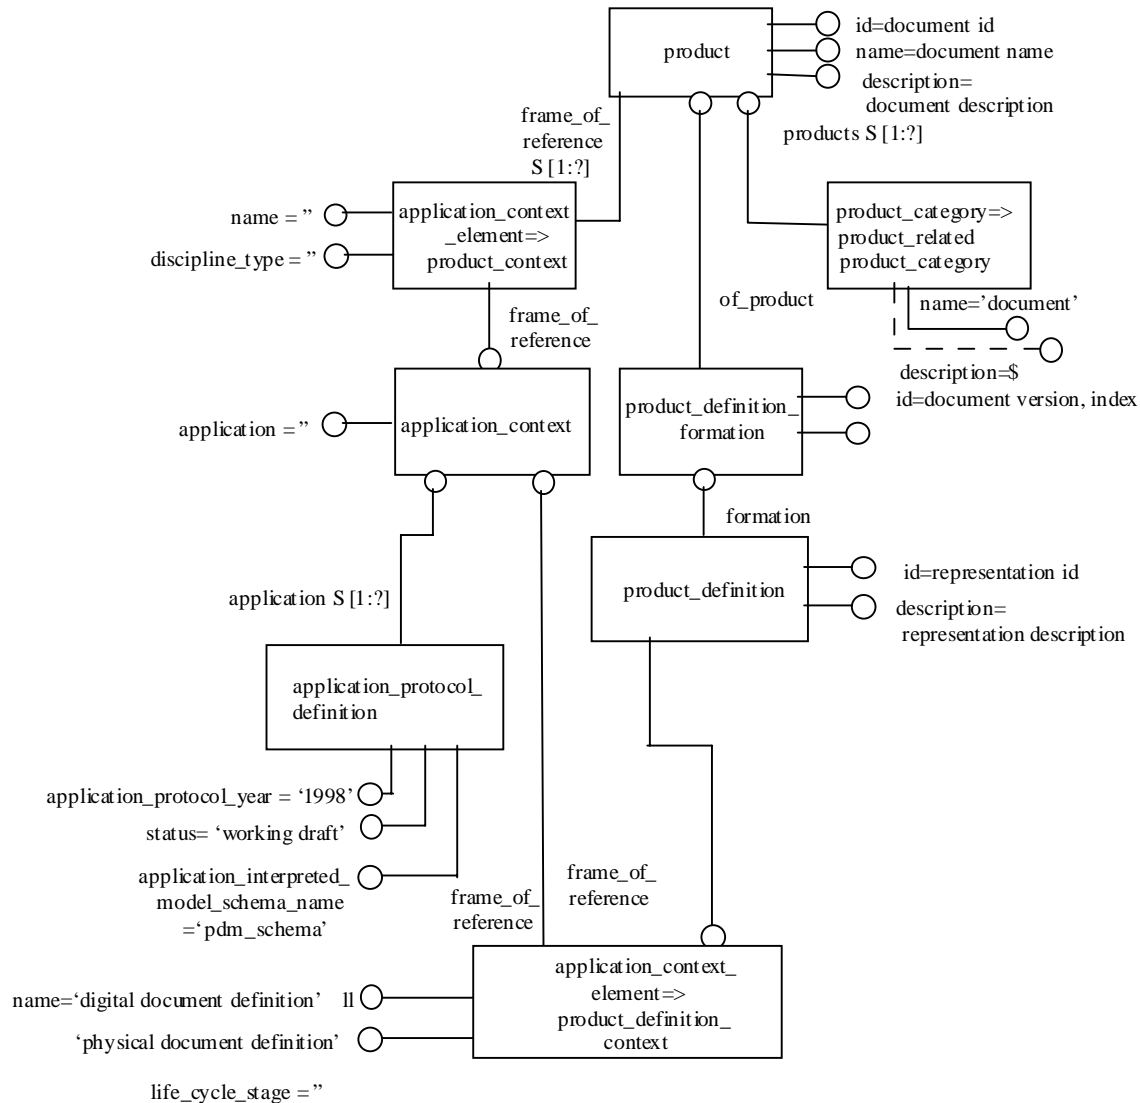 product
id=document id
name=document name
description=
document description
frame_of_
reference
S [1:?]
products S [1:?]
name = ”
discipline_type = ”
application_context
_element=>
product_context
product_category=>
product_related
product_category
name=’document’
description=$
id=document version, index
of_product
frame_of_
reference
application = ”
application_context
product_definition_
formation
formation
product_definition
id=representation id
description=
representation description
application S [1:?]
application_protocol_
definition
application_protocol_year = ‘1998’
status= ‘working draft’
application_interpreted_
model_schema_name
=‘pdm_schema’
frame_of_
reference
frame_of_
reference
application_context_
element=>
product_definition_
context
name=‘digital document definition’ ll
‘physical document definition’
life_cycle_stage = ”